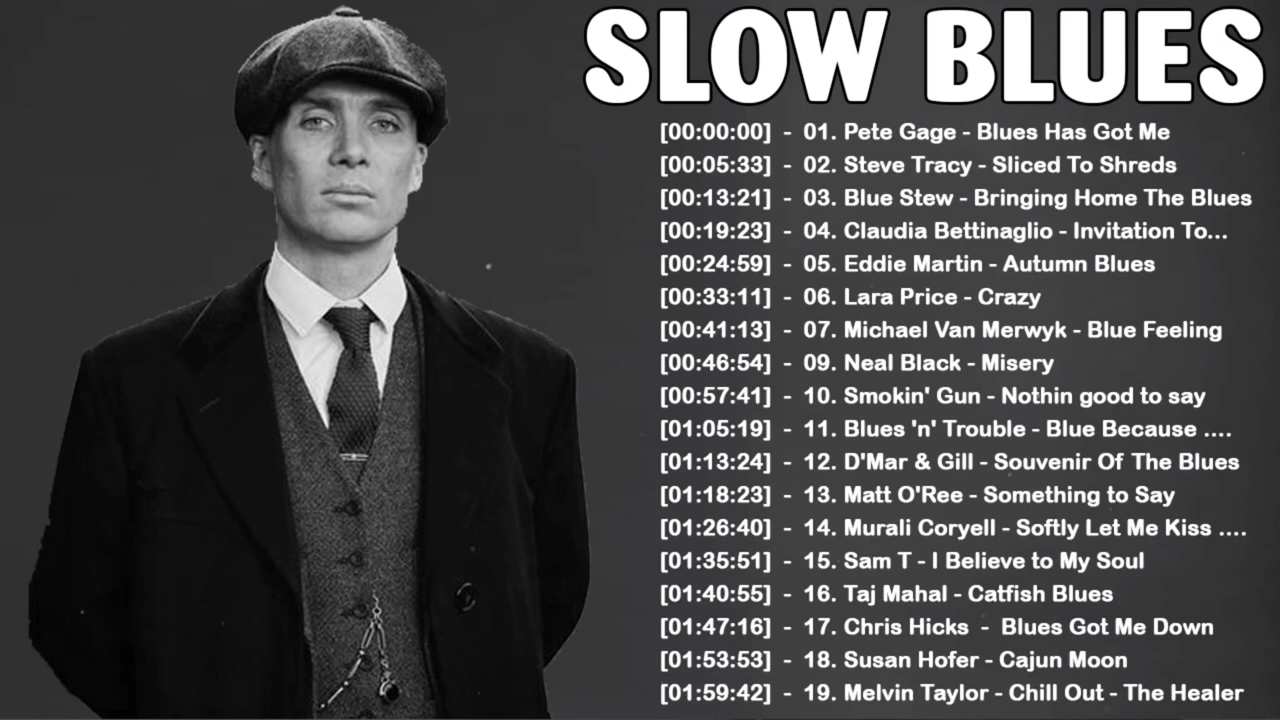 SLOW BLUES
[00:00:00] - 01. Pete Gage - Blues Has Got Me
[00:05:33] - 02. Steve Tracy - Sliced To Shreds
[00:13:21] - 03. Blue Stew - Bringing Home The Blues
[00:19:23] - 04. Claudia Bettinaglio - Invitation To...
[00:24:59] - 05. Eddie Martin - Autumn Blues
[00:33:11] - 06. Lara Price - Crazy
[00:41:13] - 07. Michael Van Merwyk - Blue Feeling
[00:46:54] - 09. Neal Black - Misery
[00:57:41] - 10. Smokin' Gun - Nothin good to say
[01:05:19] - 11. Blues 'n' Trouble - Blue Because ....
[01:13:24] - 12. D'Mar & Gill - Souvenir Of The Blues
[01:18:23] - 13. Matt O'Ree - Something to Say
[01:26:40] - 14. Murali Coryell - Softly Let Me Kiss ....
[01:35:51] - 15. Sam T - I Believe to My Soul
[01:40:55] - 16. Taj Mahal - Catfish Blues
[01:47:16] - 17. Chris Hicks - Blues Got Me Down
[01:53:53] - 18. Susan Hofer - Cajun Moon
[01:59:42] - 19. Melvin Taylor - Chill Out - The Healer